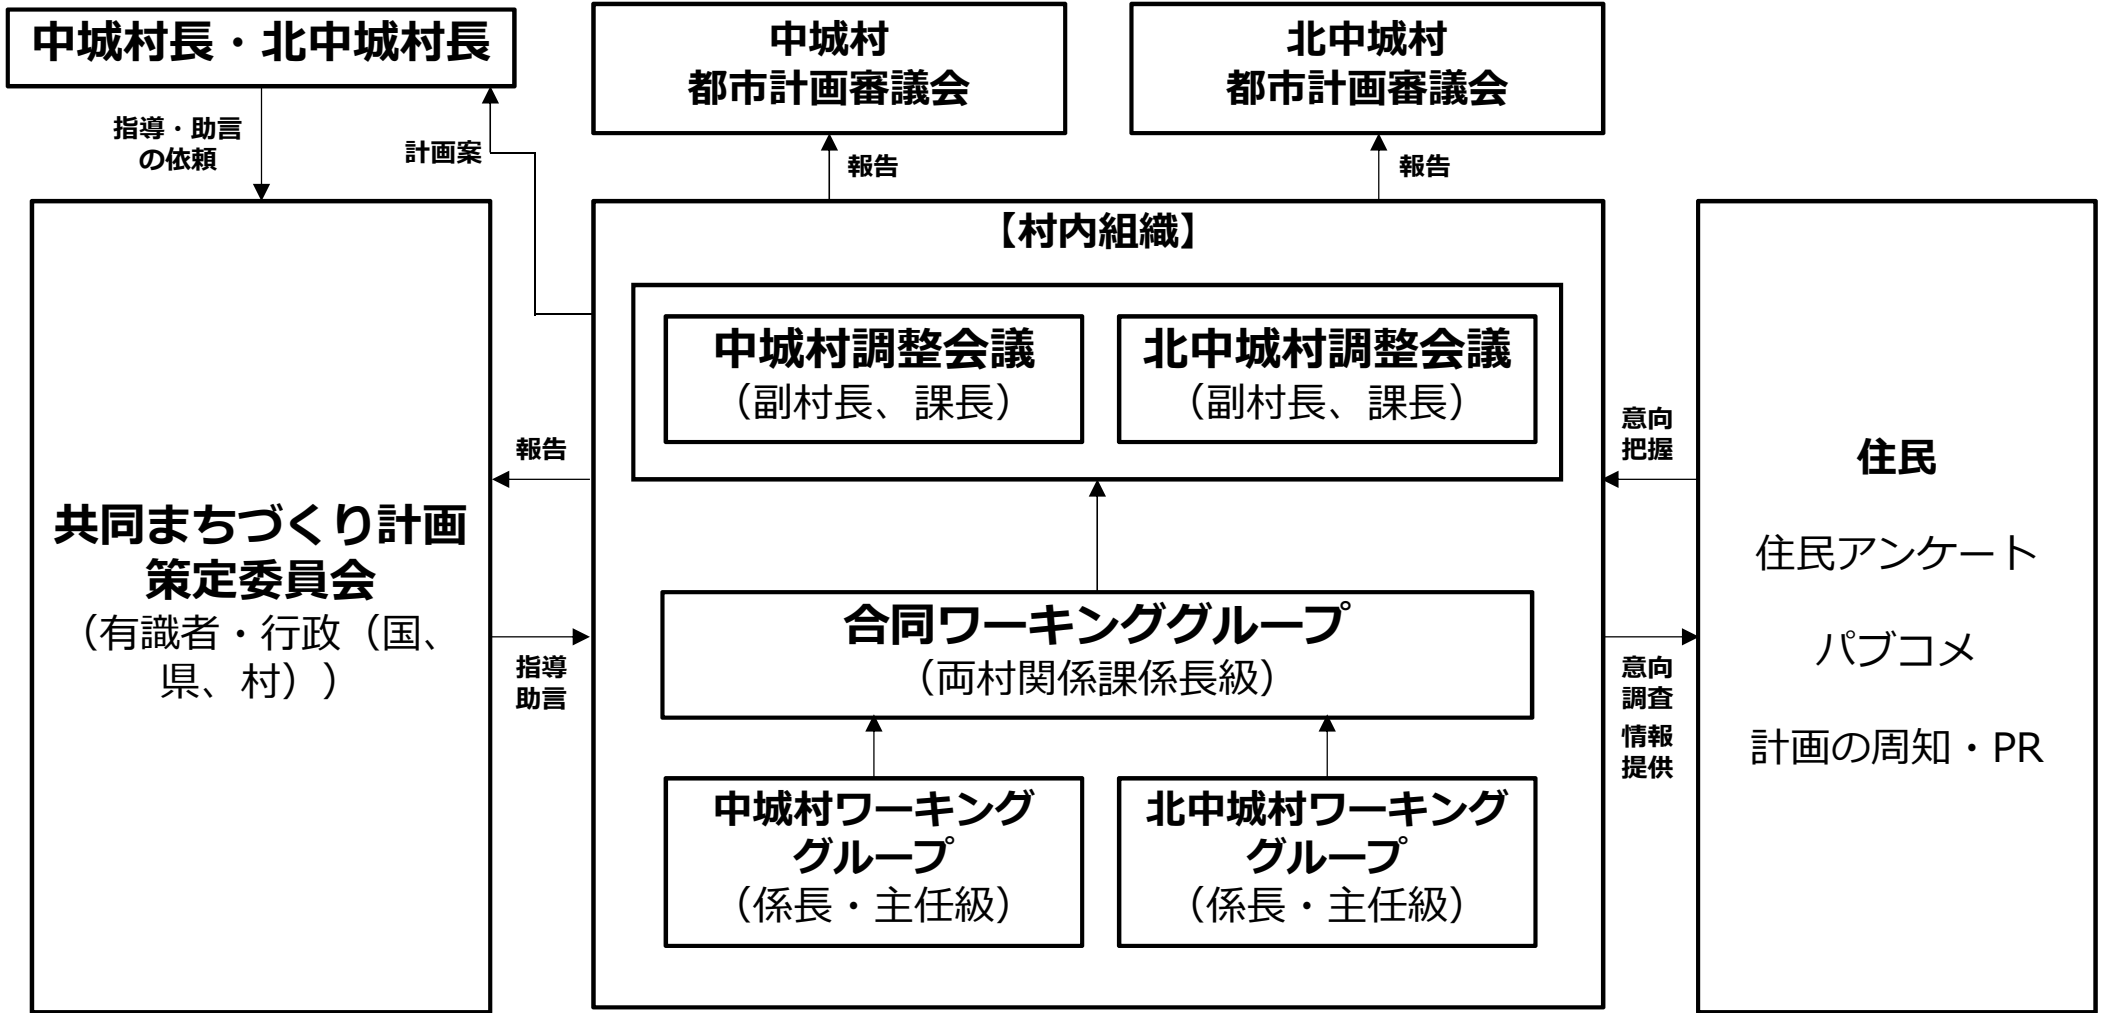 中城村長・北中城村長
中城村
都市計画審議会
北中城村
都市計画審議会
指導・助言
の依頼
計画案
報告
報告
共同まちづくり計画
策定委員会
（有識者・行政（国、
県、村））
報告
指導
助言
【村内組織】
中城村調整会議
（副村長、課長）
北中城村調整会議
（副村長、課長）
合同ワーキンググループ
（両村関係課係長級）
中城村ワーキング
グループ
（係長・主任級）
北中城村ワーキング
グループ
（係長・主任級）
意向
把握
意向
調査
情報
提供
住民
住民アンケート
パブコメ
計画の周知・PR